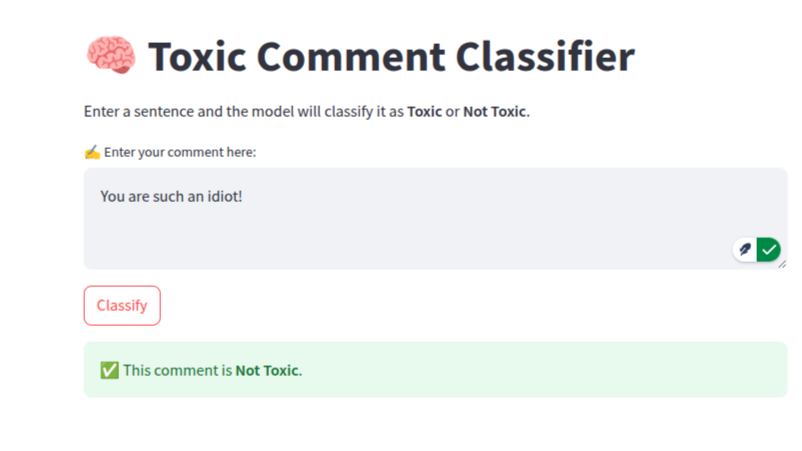 🧠 Toxic Comment Classifier
Enter a sentence and the model will classify it as Toxic or Not Toxic.
✍️ Enter your comment here:
You are such an idiot!
Classify
✅ This comment is Not Toxic.